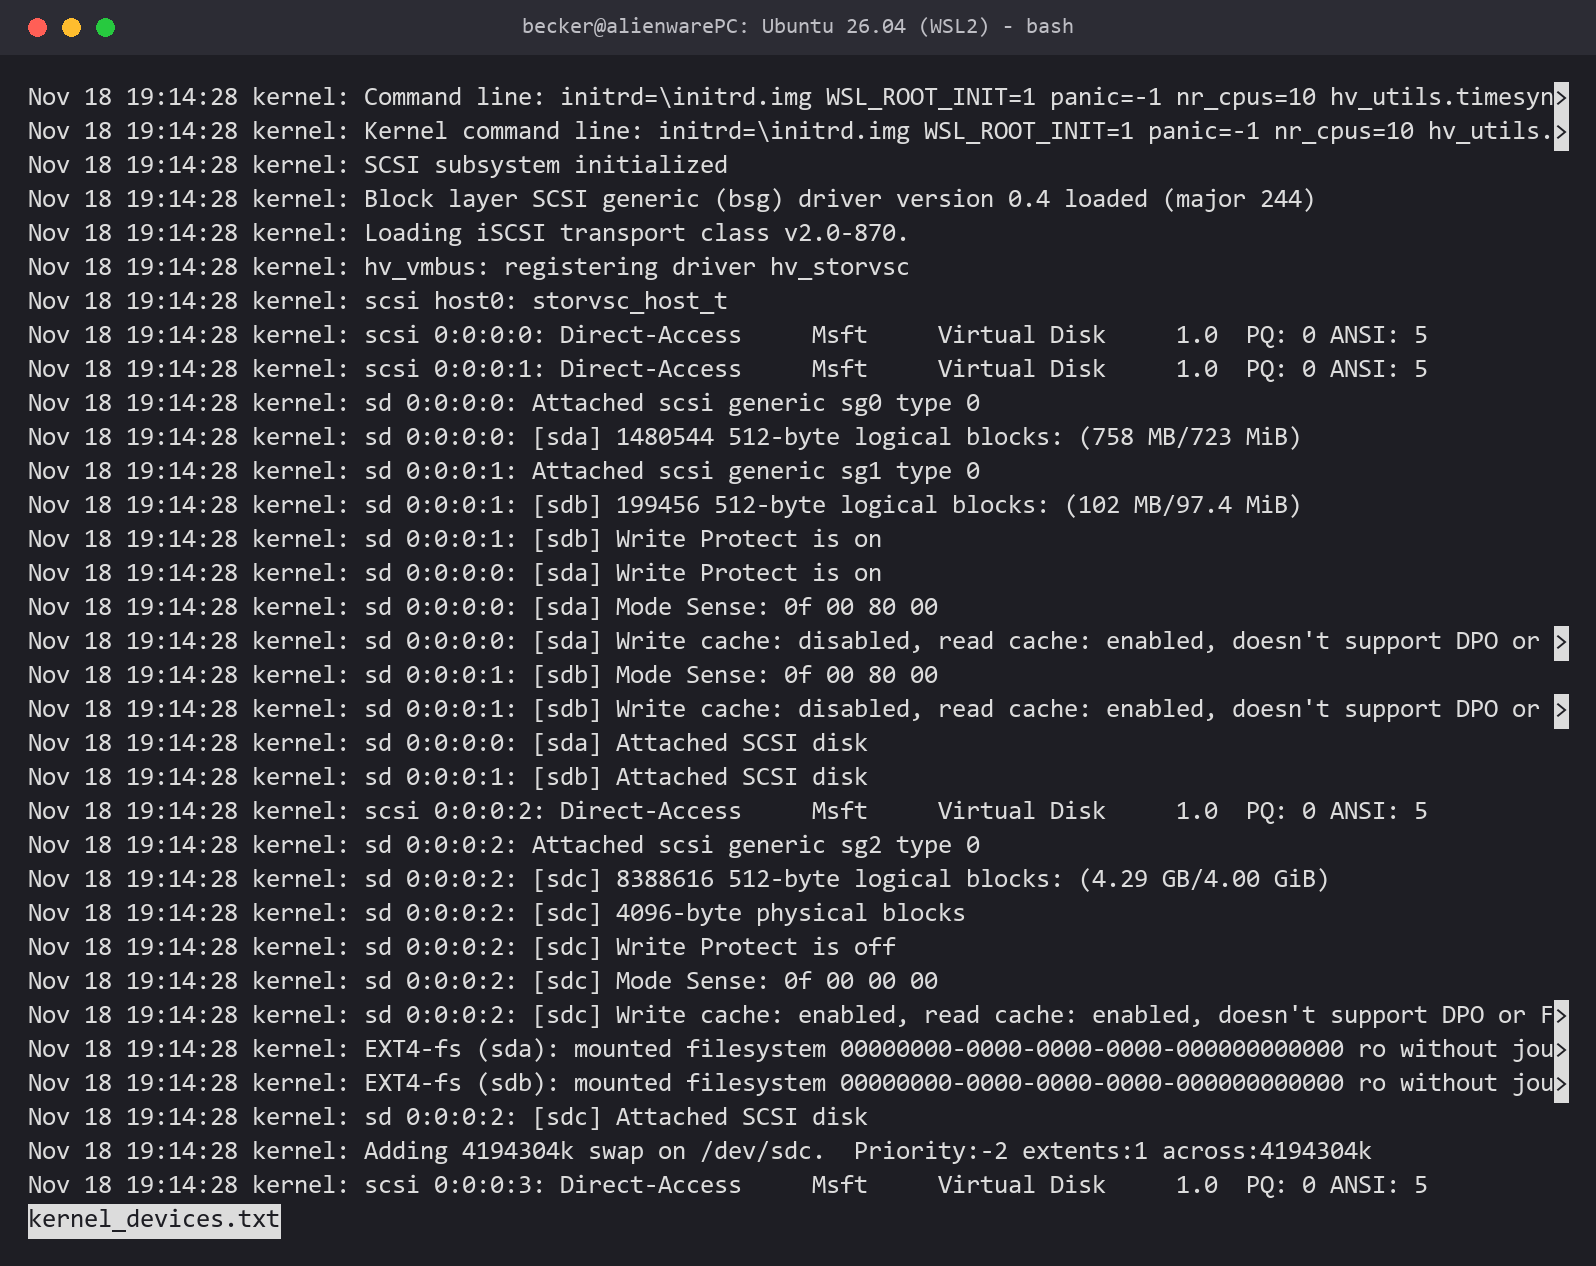 becker@alienwarePC: Ubuntu 26.04 (WSL2) - bash
Nov 18 19:14:28 kernel: Command line: initrd=\initrd.img WSL_ROOT_INIT=1 panic=-1 nr_cpus=10 hv_utils.timesyn>
Nov 18 19:14:28 kernel: Kernel command line: initrd=\initrd.img WSL_ROOT_INIT=1 panic=-1 nr_cpus=10 hv_utils.>
Nov 18 19:14:28 kernel: SCSI subsystem initialized
Nov 18 19:14:28 kernel: Block layer SCSI generic (bsg) driver version 0.4 loaded (major 244)
Nov 18 19:14:28 kernel: Loading iSCSI transport class v2.0-870.
Nov 18 19:14:28 kernel: hv_vmbus: registering driver hv_storvsc
Nov 18 19:14:28 kernel: scsi host0: storvsc_host_t
Nov 18 19:14:28 kernel: scsi 0:0:0:0: Direct-Access     Msft     Virtual Disk     1.0  PQ: 0 ANSI: 5
Nov 18 19:14:28 kernel: scsi 0:0:0:1: Direct-Access     Msft     Virtual Disk     1.0  PQ: 0 ANSI: 5
Nov 18 19:14:28 kernel: sd 0:0:0:0: Attached scsi generic sg0 type 0
Nov 18 19:14:28 kernel: sd 0:0:0:0: [sda] 1480544 512-byte logical blocks: (758 MB/723 MiB)
Nov 18 19:14:28 kernel: sd 0:0:0:1: Attached scsi generic sg1 type 0
Nov 18 19:14:28 kernel: sd 0:0:0:1: [sdb] 199456 512-byte logical blocks: (102 MB/97.4 MiB)
Nov 18 19:14:28 kernel: sd 0:0:0:1: [sdb] Write Protect is on
Nov 18 19:14:28 kernel: sd 0:0:0:0: [sda] Write Protect is on
Nov 18 19:14:28 kernel: sd 0:0:0:0: [sda] Mode Sense: 0f 00 80 00
Nov 18 19:14:28 kernel: sd 0:0:0:0: [sda] Write cache: disabled, read cache: enabled, doesn't support DPO or >
Nov 18 19:14:28 kernel: sd 0:0:0:1: [sdb] Mode Sense: 0f 00 80 00
Nov 18 19:14:28 kernel: sd 0:0:0:1: [sdb] Write cache: disabled, read cache: enabled, doesn't support DPO or >
Nov 18 19:14:28 kernel: sd 0:0:0:0: [sda] Attached SCSI disk
Nov 18 19:14:28 kernel: sd 0:0:0:1: [sdb] Attached SCSI disk
Nov 18 19:14:28 kernel: scsi 0:0:0:2: Direct-Access     Msft     Virtual Disk     1.0  PQ: 0 ANSI: 5
Nov 18 19:14:28 kernel: sd 0:0:0:2: Attached scsi generic sg2 type 0
Nov 18 19:14:28 kernel: sd 0:0:0:2: [sdc] 8388616 512-byte logical blocks: (4.29 GB/4.00 GiB)
Nov 18 19:14:28 kernel: sd 0:0:0:2: [sdc] 4096-byte physical blocks
Nov 18 19:14:28 kernel: sd 0:0:0:2: [sdc] Write Protect is off
Nov 18 19:14:28 kernel: sd 0:0:0:2: [sdc] Mode Sense: 0f 00 00 00
Nov 18 19:14:28 kernel: sd 0:0:0:2: [sdc] Write cache: enabled, read cache: enabled, doesn't support DPO or F>
Nov 18 19:14:28 kernel: EXT4-fs (sda): mounted filesystem 00000000-0000-0000-0000-000000000000 ro without jou>
Nov 18 19:14:28 kernel: EXT4-fs (sdb): mounted filesystem 00000000-0000-0000-0000-000000000000 ro without jou>
Nov 18 19:14:28 kernel: sd 0:0:0:2: [sdc] Attached SCSI disk
Nov 18 19:14:28 kernel: Adding 4194304k swap on /dev/sdc.  Priority:-2 extents:1 across:4194304k
Nov 18 19:14:28 kernel: scsi 0:0:0:3: Direct-Access     Msft     Virtual Disk     1.0  PQ: 0 ANSI: 5
kernel_devices.txt